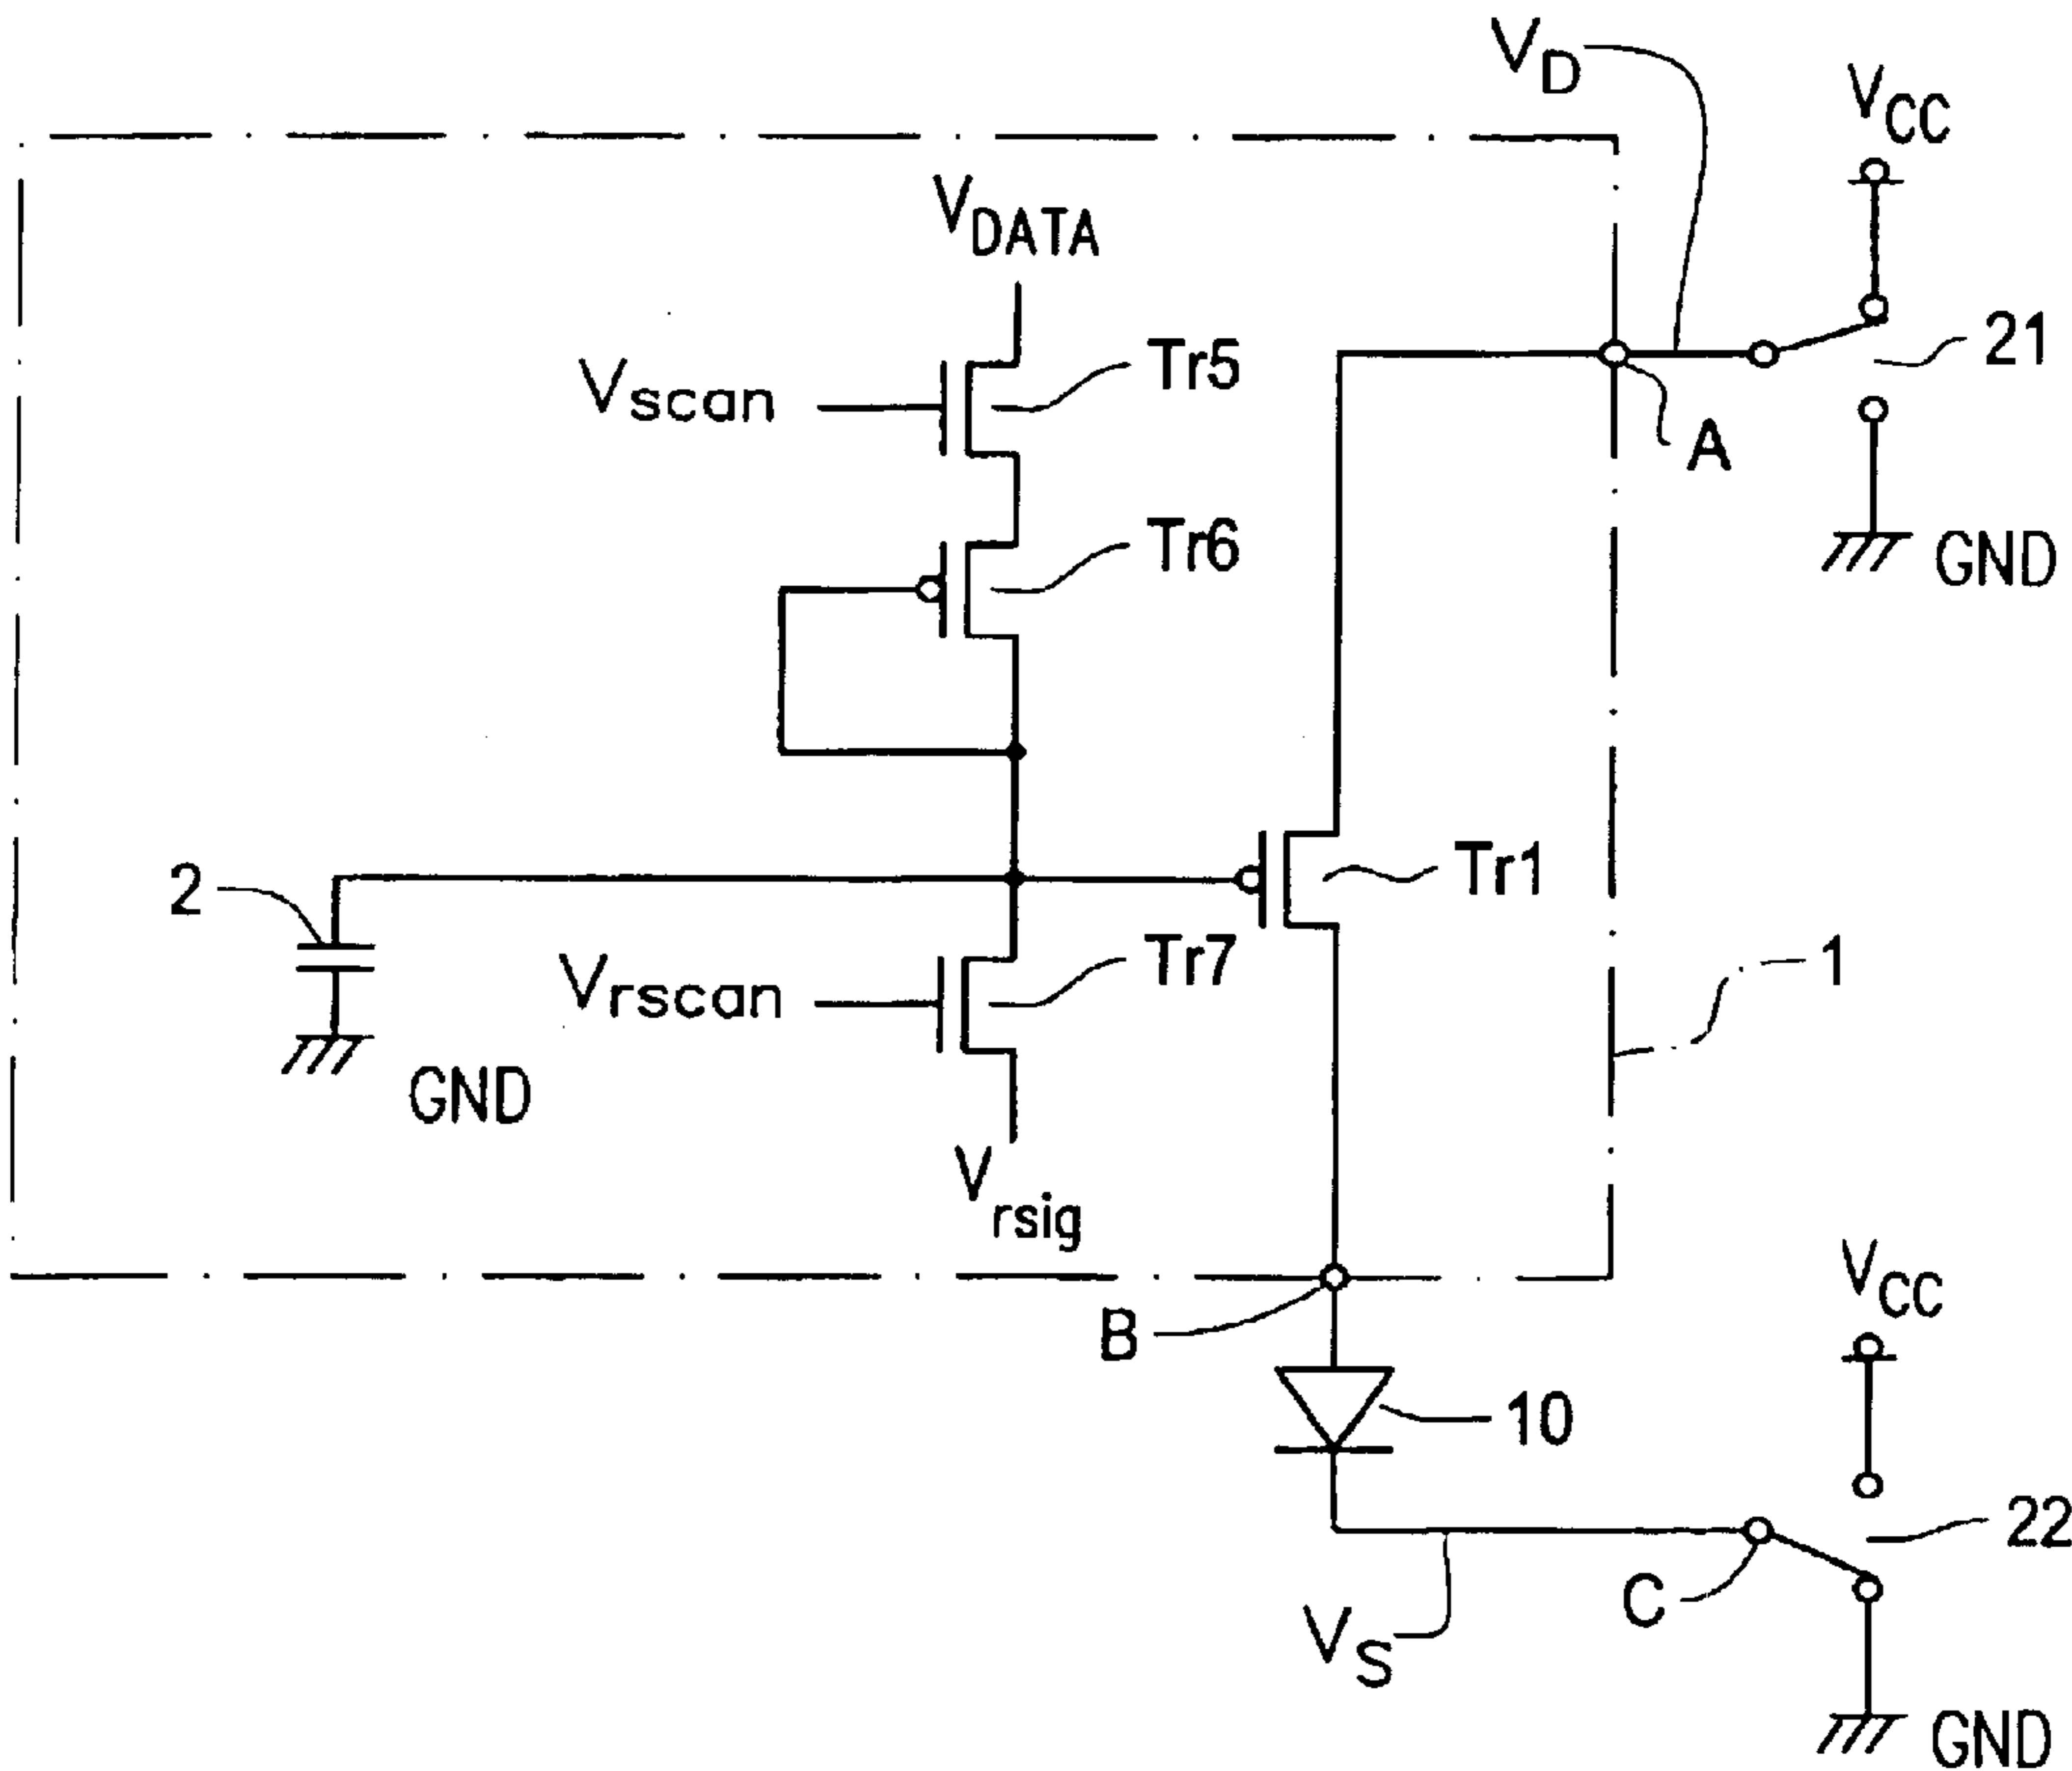 VD
VCC
VDATA
Tr5
21
Vscan
A
Tr6
GND
2
Tr1
Tr7
1
Vrscan
GND
Vrsig
VCC
B
10
22
C
VS
GND